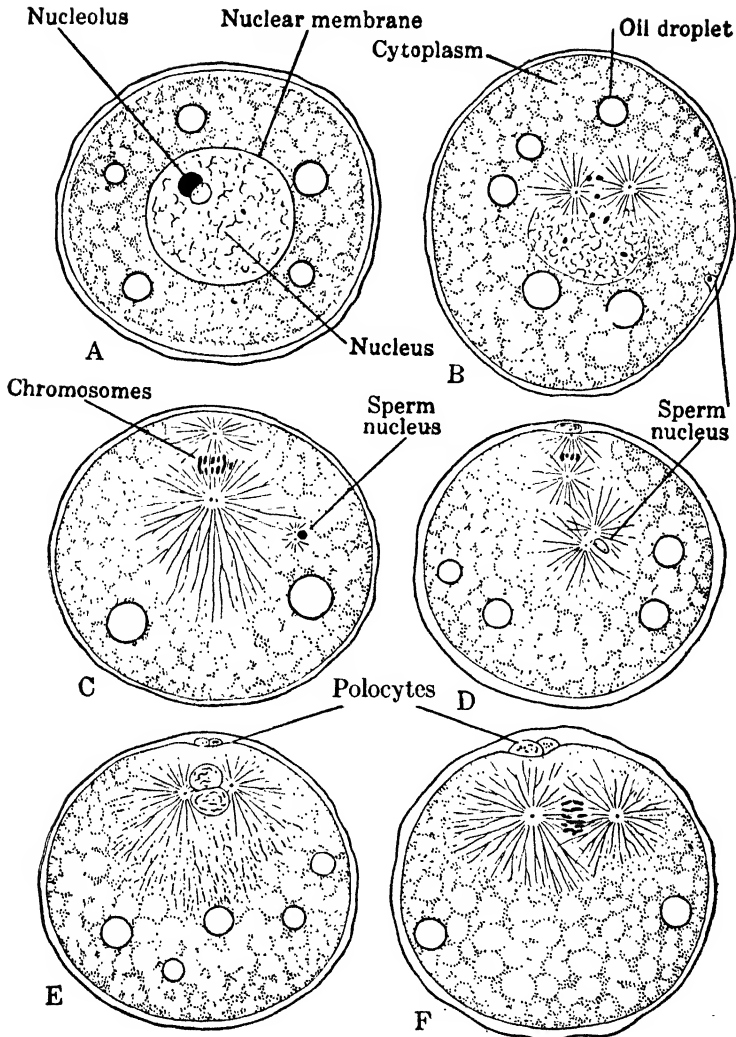 Nucleolus
Nuclear membrane
Oil droplet
Cytoplasm
A
Nucleus
B
Chromosomes
Sperm
nucleus
Sperm
nucleus
C
Polocytes
D
E
F